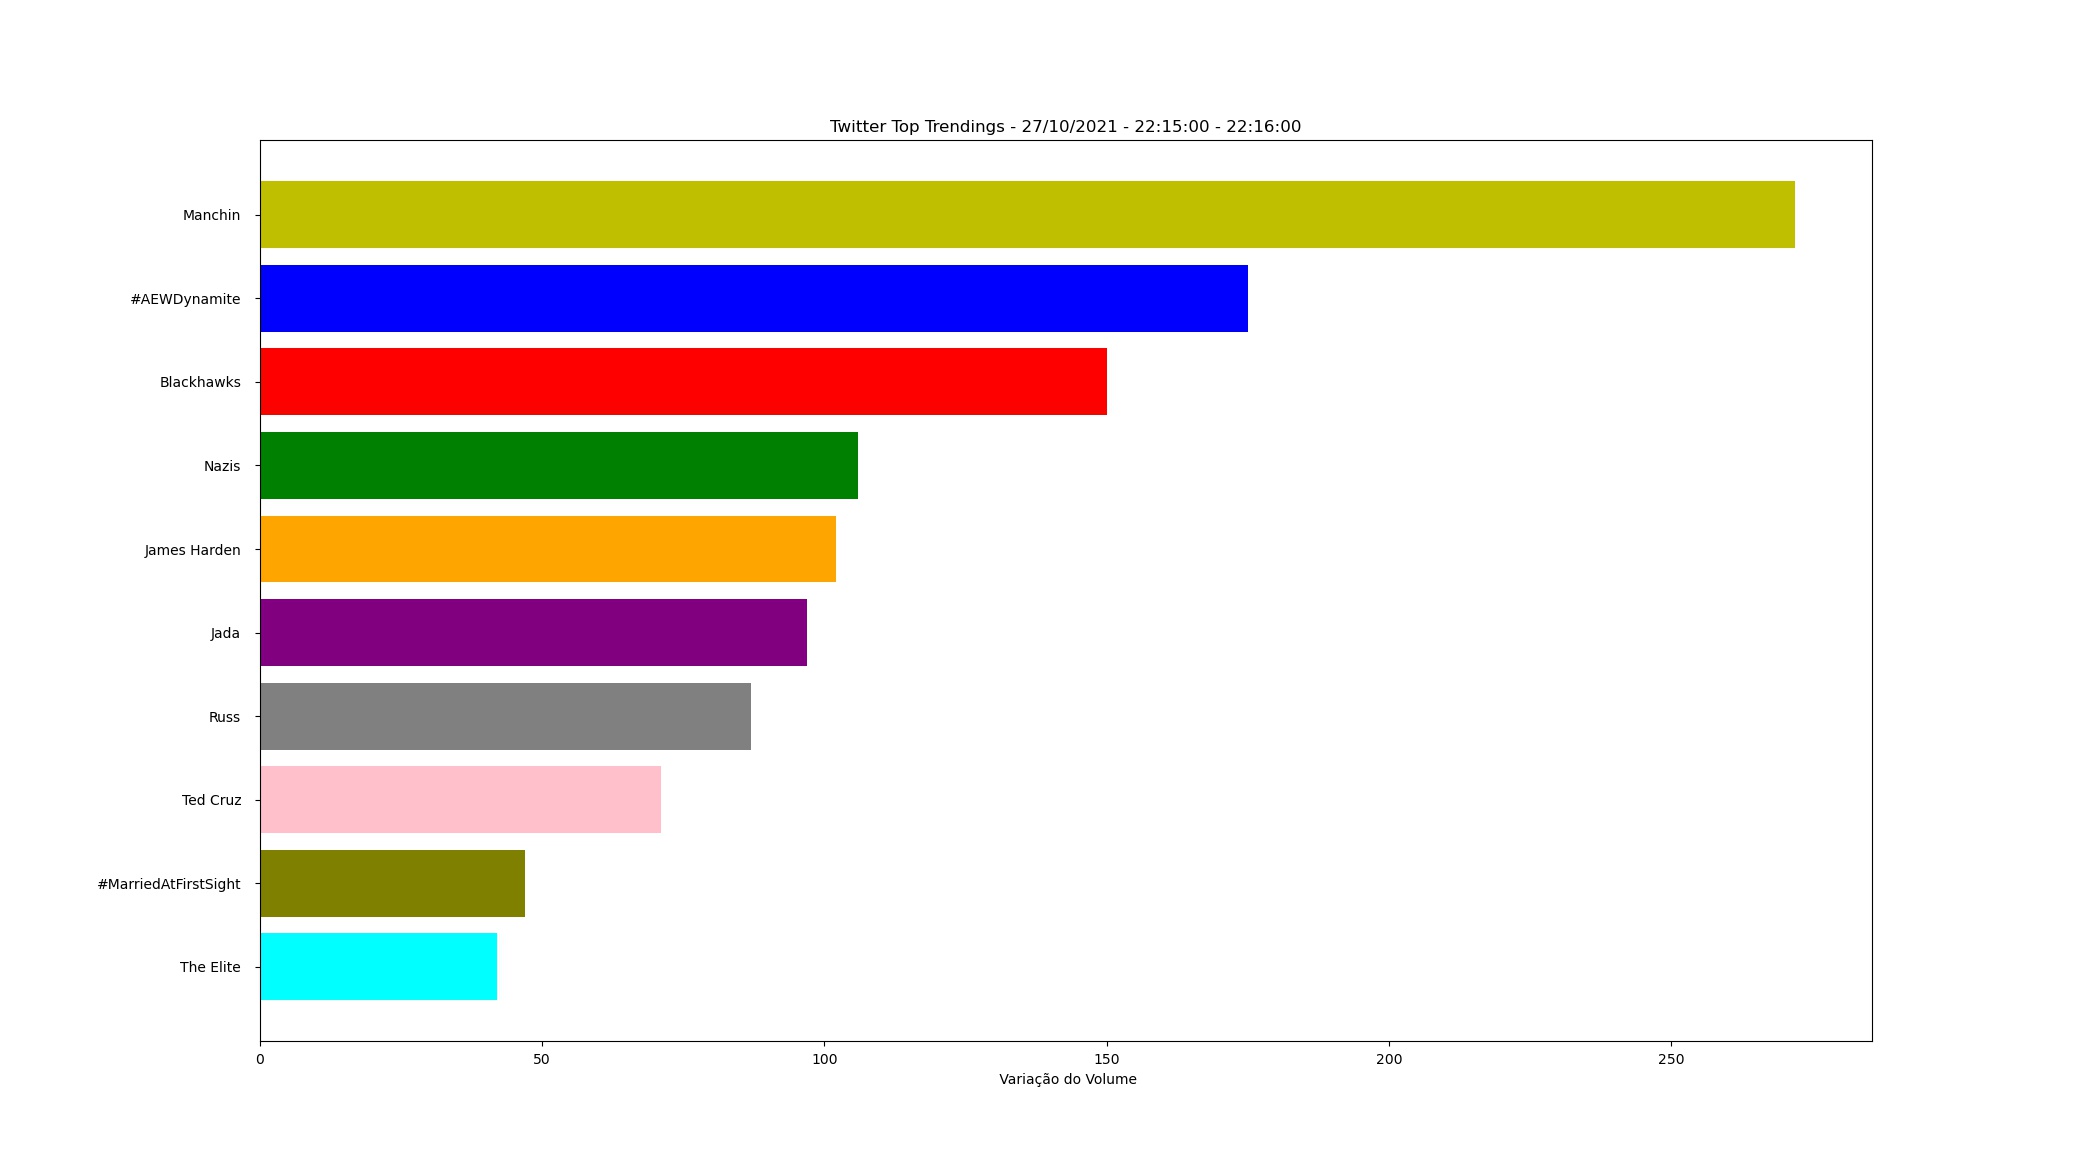 Twitter Top Trendings - 27/10/2021 - 22:15:00 - 22:16:00
Manchin
#AEWDynamite
Blackhawks
Nazis
James Harden
Jada
Russ
Ted Cruz
#MarriedAtFirstSight
The Elite
0 50 100 150 200 250
Variação do Volume